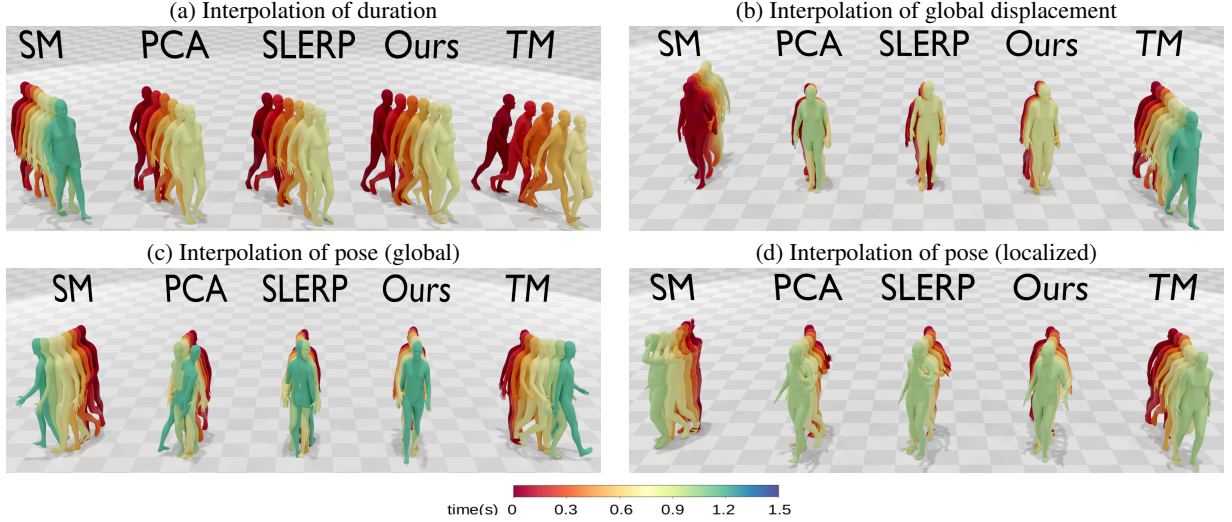 (a) Interpolation of duration
SM PCA SLERP Ours TM
(b) Interpolation of global displacement
SM PCA SLERP Ours TM
(c) Interpolation of pose (global)
SM PCA SLERP Ours TM
(d) Interpolation of pose (localized)
SM PCA SLERP Ours TM
time(s) 0 0.3 0.6 0.9 1.2 1.5